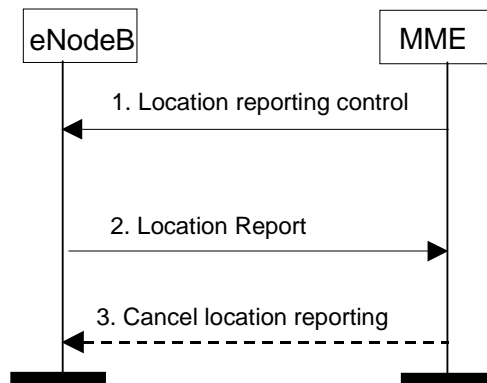 eNodeB
MME
1. Location reporting control
2. Location Report
3. Cancel location reporting